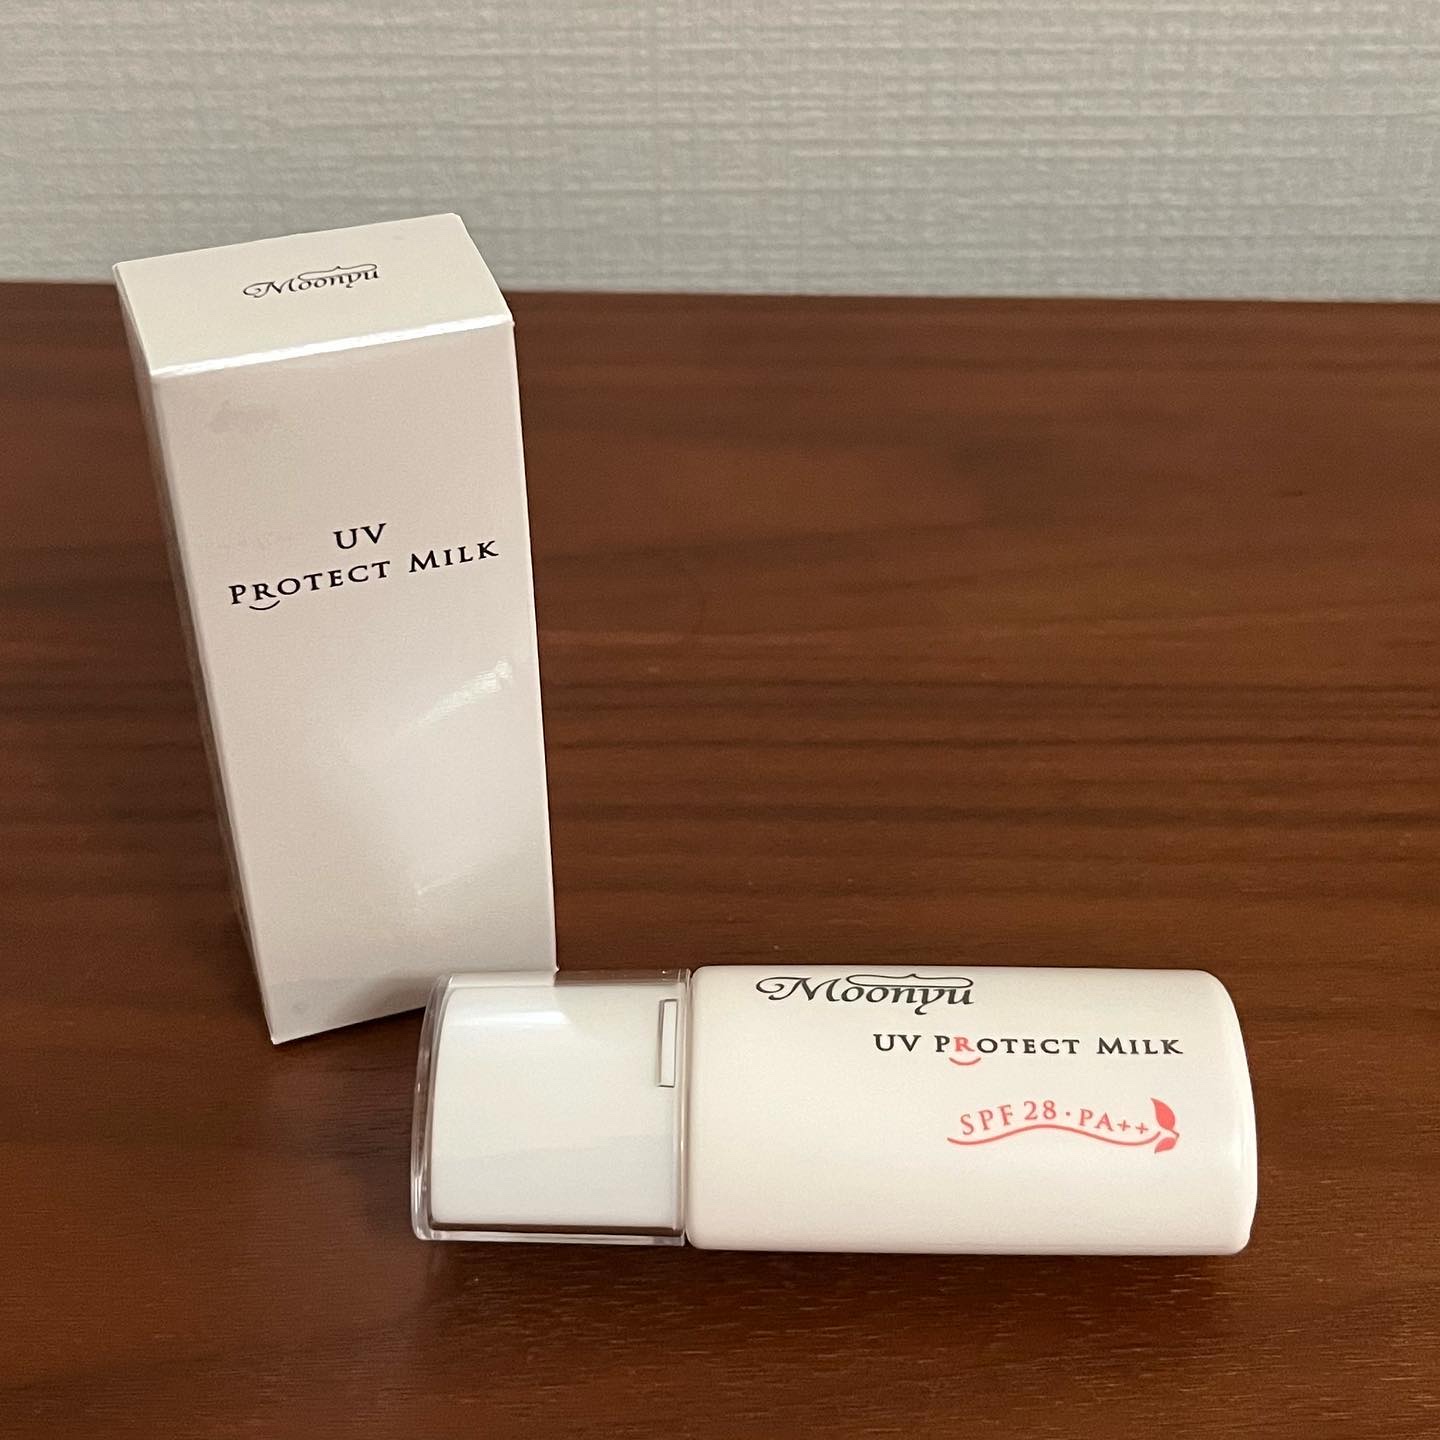 Moonyu
UV
PROTECT MILK
Moonyu
UV PROTECT MILK
SPF 28・PA++